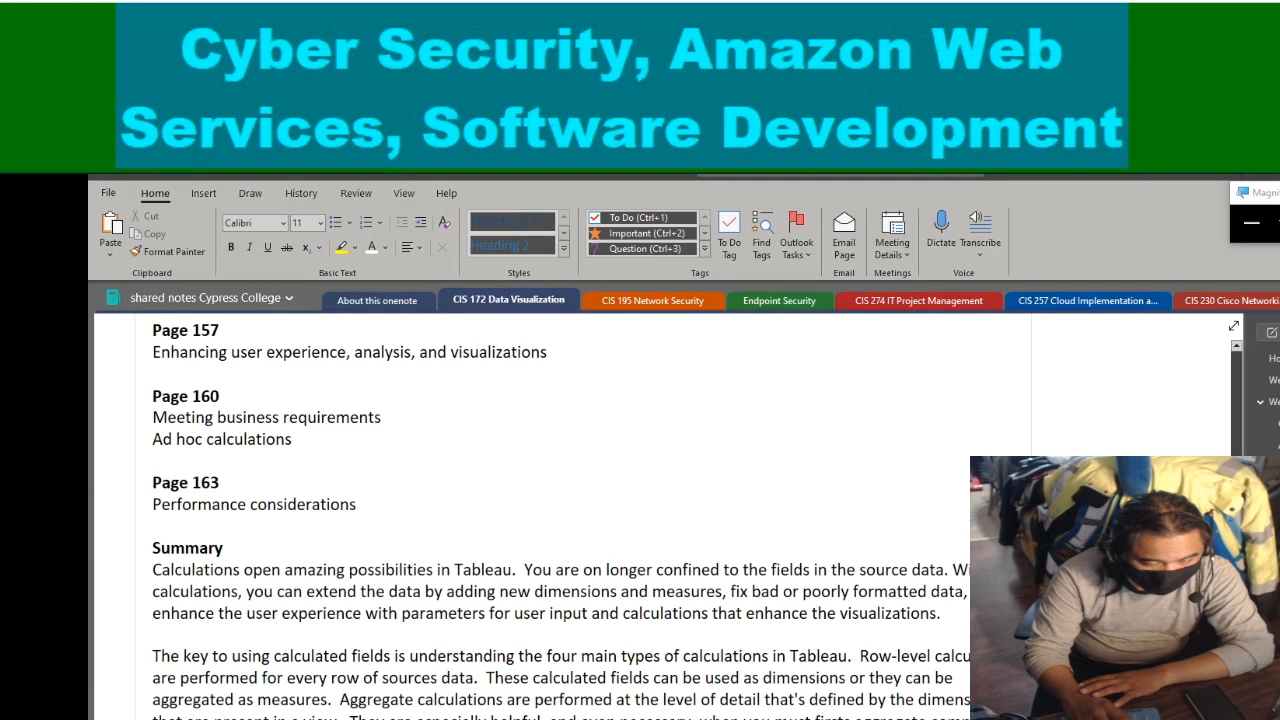 Cyber Security, Amazon Web
Services, Software Development
File Home Insert Draw History Review View Help
Paste
Cut
Copy
Format Painter
Clipboard
Calibri 11
Basic Text
Heading 2
Styles
To Do (Ctrl+1)
Important (Ctrl+2)
Question (Ctrl+3)
To Do Tag
Find Tags
Outlook Tasks
Tags
Email Page
Email
Meeting Details
Meetings
Dictate
Transcribe
Voice
Magni
shared notes Cypress College
About this onenote
CIS 172 Data Visualization
CIS 195 Network Security
Endpoint Security
CIS 274 IT Project Management
CIS 257 Cloud Implementation a...
CIS 230 Cisco Networki
Page 157
Enhancing user experience, analysis, and visualizations
Page 160
Meeting business requirements
Ad hoc calculations
Page 163
Performance considerations
Summary
Calculations open amazing possibilities in Tableau. You are on longer confined to the fields in the source data. Wi
calculations, you can extend the data by adding new dimensions and measures, fix bad or poorly formatted data,
enhance the user experience with parameters for user input and calculations that enhance the visualizations.
The key to using calculated fields is understanding the four main types of calculations in Tableau. Row-level calcu
are performed for every row of sources data. These calculated fields can be used as dimensions or they can be
aggregated as measures. Aggregate calculations are performed at the level of detail that's defined by the dimens